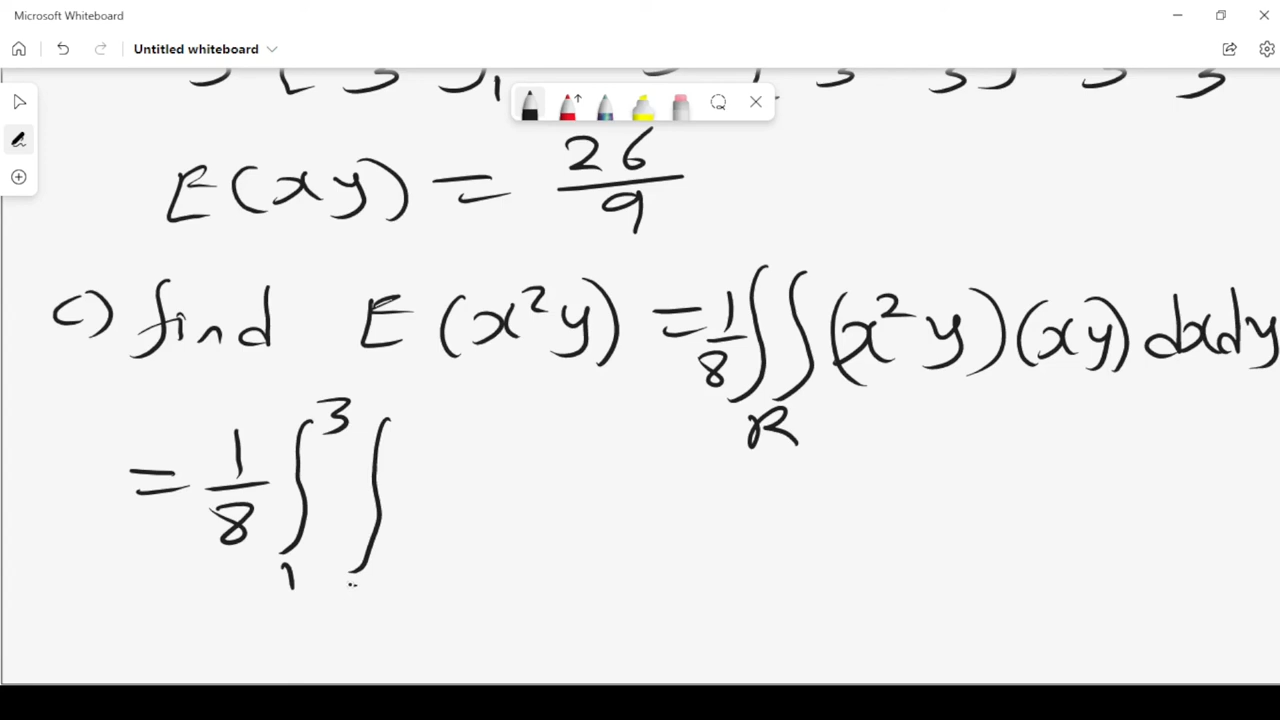 Microsoft Whiteboard
Untitled whiteboard
E(xy) = 26/9
c) find E(x²y) = 1/8 ∫∫_R (x²y)(xy) dxdy
= 1/8 ∫_1^3 ∫